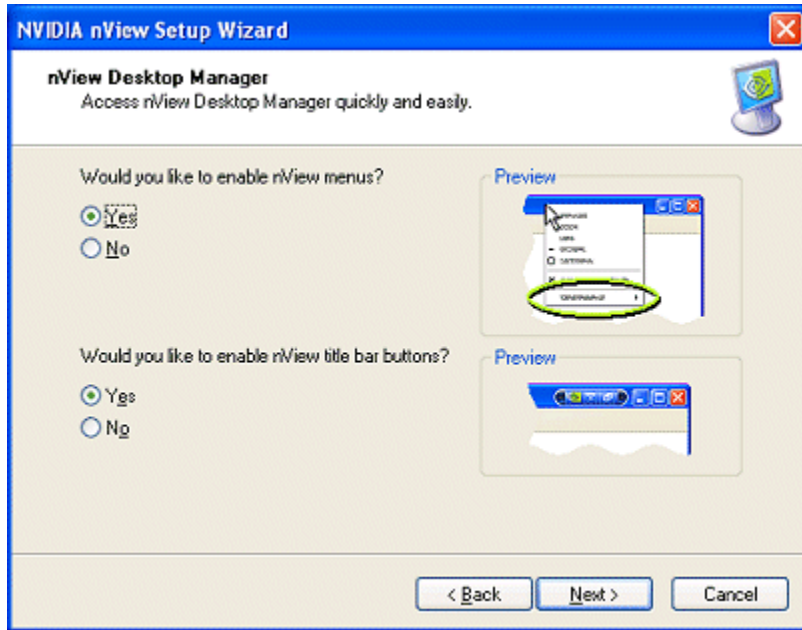 NVIDIA nView Setup Wizard
nView Desktop Manager
Access nView Desktop Manager quickly and easily.
Would you like to enable nView menus?
Yes
No
Preview
Would you like to enable nView title bar buttons?
Yes
No
Preview
< Back
Next >
Cancel